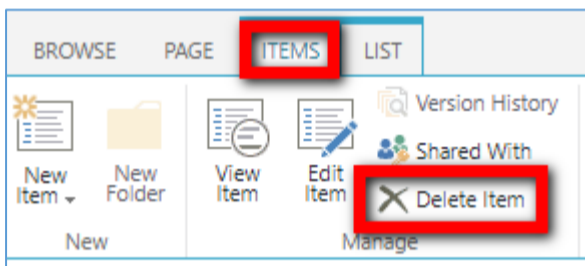 BROWSE PAGE ITEMS LIST
New Item
New Folder
View Item
Edit Item
Version History
Shared With
Delete Item
New
Manage